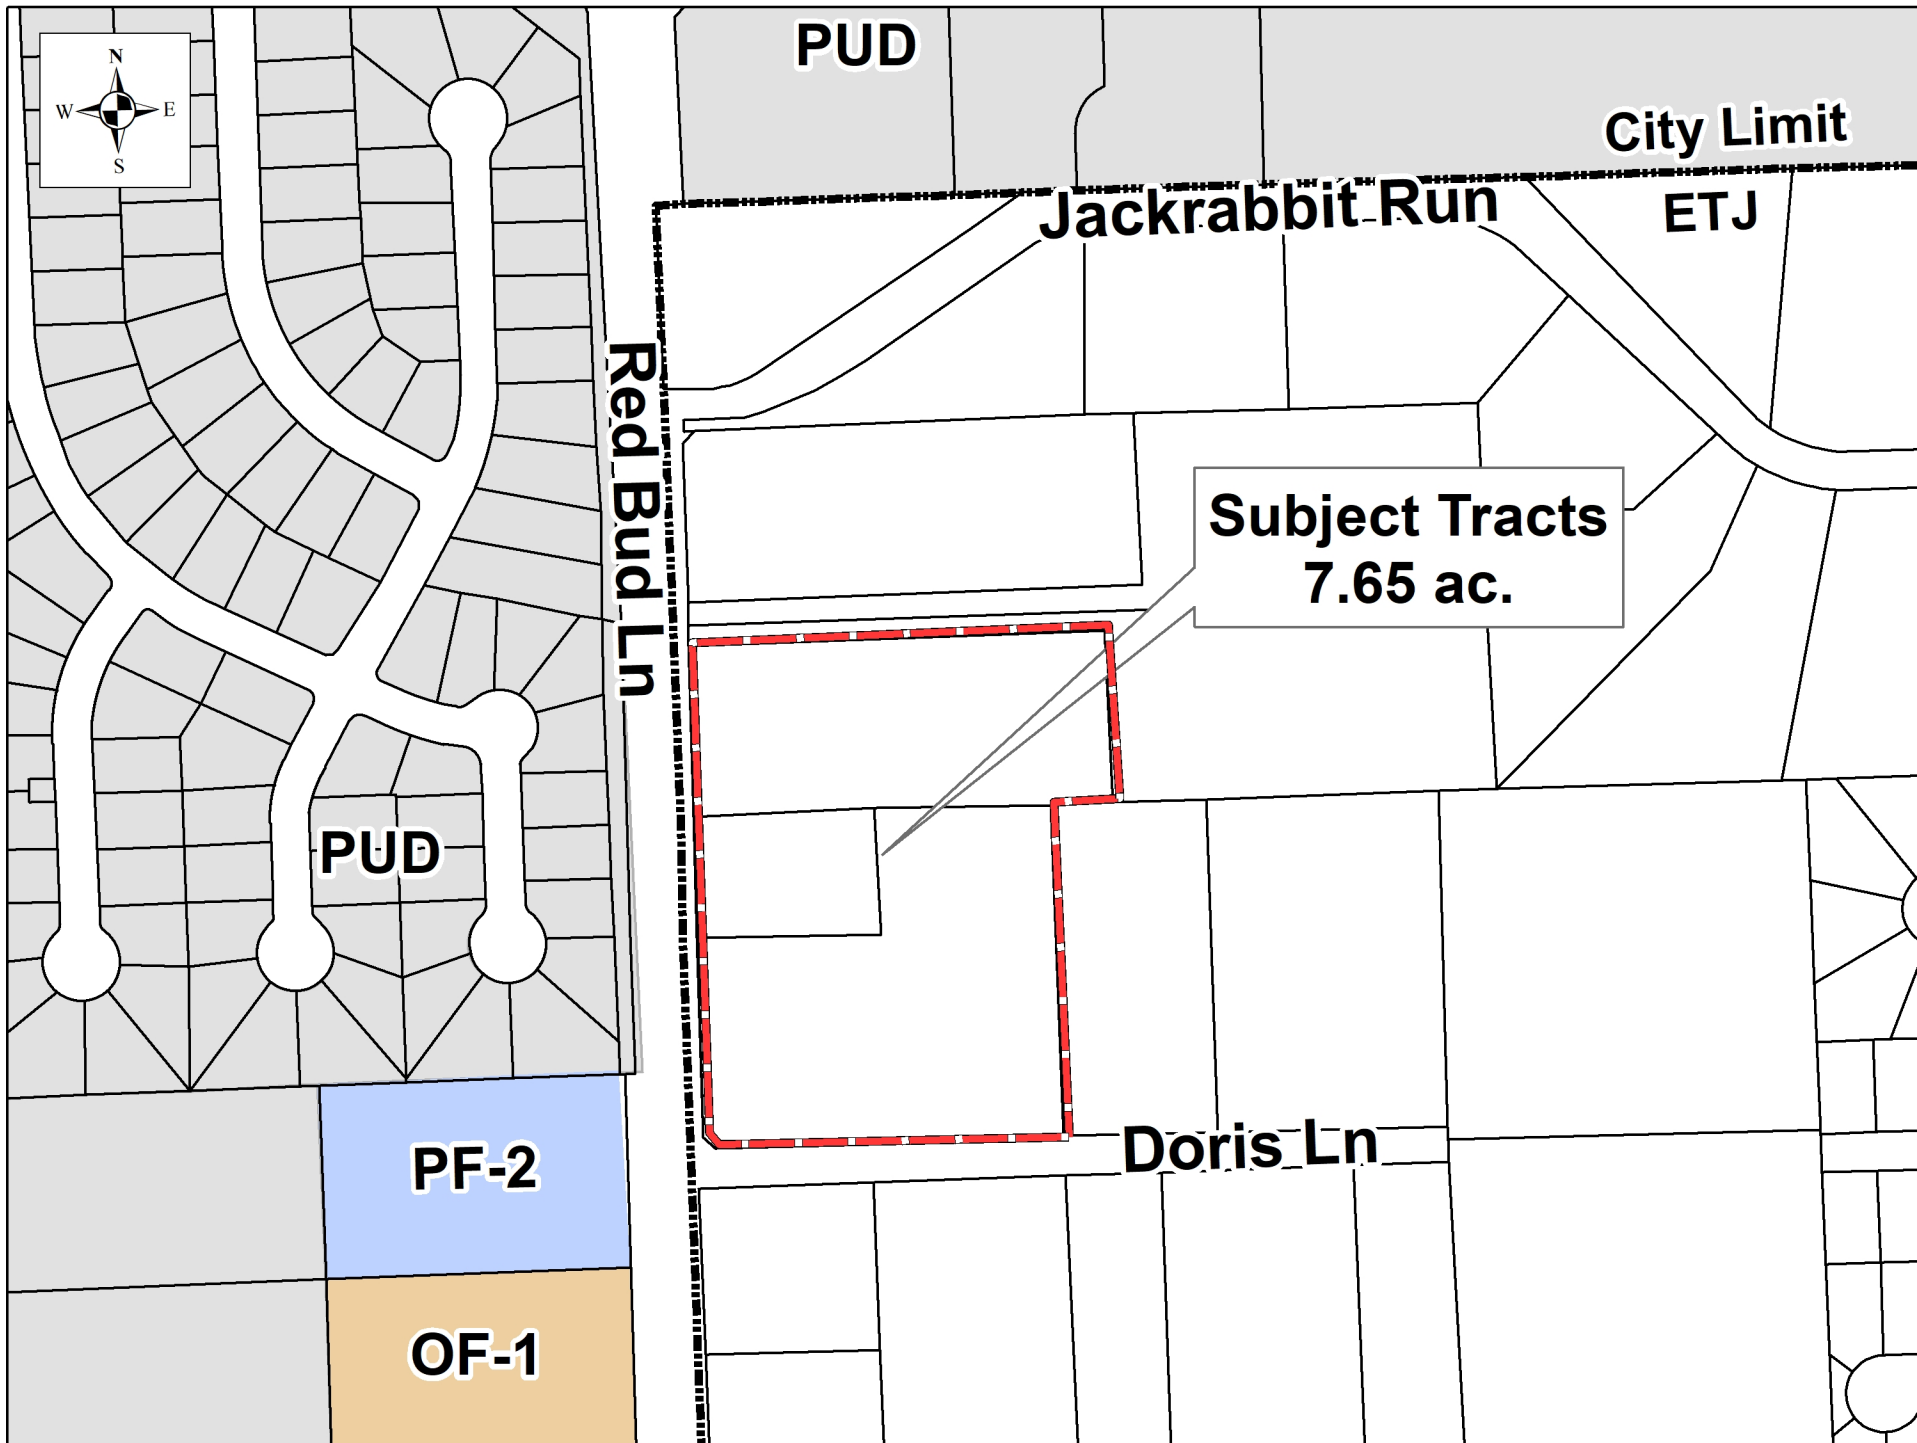 PUD
N
W E
S
City Limit
Jackrabbit Run
ETJ
Red Bud Ln
Subject Tracts
7.65 ac.
PUD
Doris Ln
PF-2
OF-1